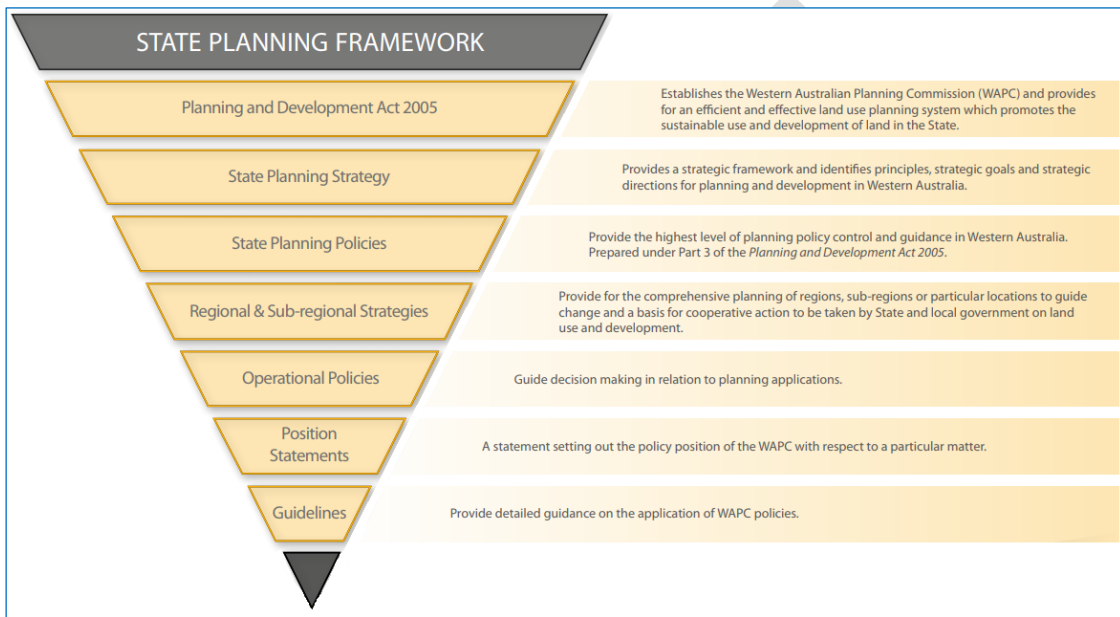 STATE PLANNING FRAMEWORK
Planning and Development Act 2005
Establishes the Western Australian Planning Commission (WAPC) and provides
for an efficient and effective land use planning system which promotes the
sustainable use and development of land in the State.
State Planning Strategy
Provides a strategic framework and identifies principles, strategic goals and strategic
directions for planning and development in Western Australia.
State Planning Policies
Provide the highest level of planning policy control and guidance in Western Australia.
Prepared under Part 3 of the Planning and Development Act 2005.
Regional & Sub-regional Strategies
Provide for the comprehensive planning of regions, sub-regions or particular locations to guide
change and a basis for cooperative action to be taken by State and local government on land
use and development.
Operational Policies
Guide decision making in relation to planning applications.
Position
Statements
A statement setting out the policy position of the WAPC with respect to a particular matter.
Guidelines
Provide detailed guidance on the application of WAPC policies.